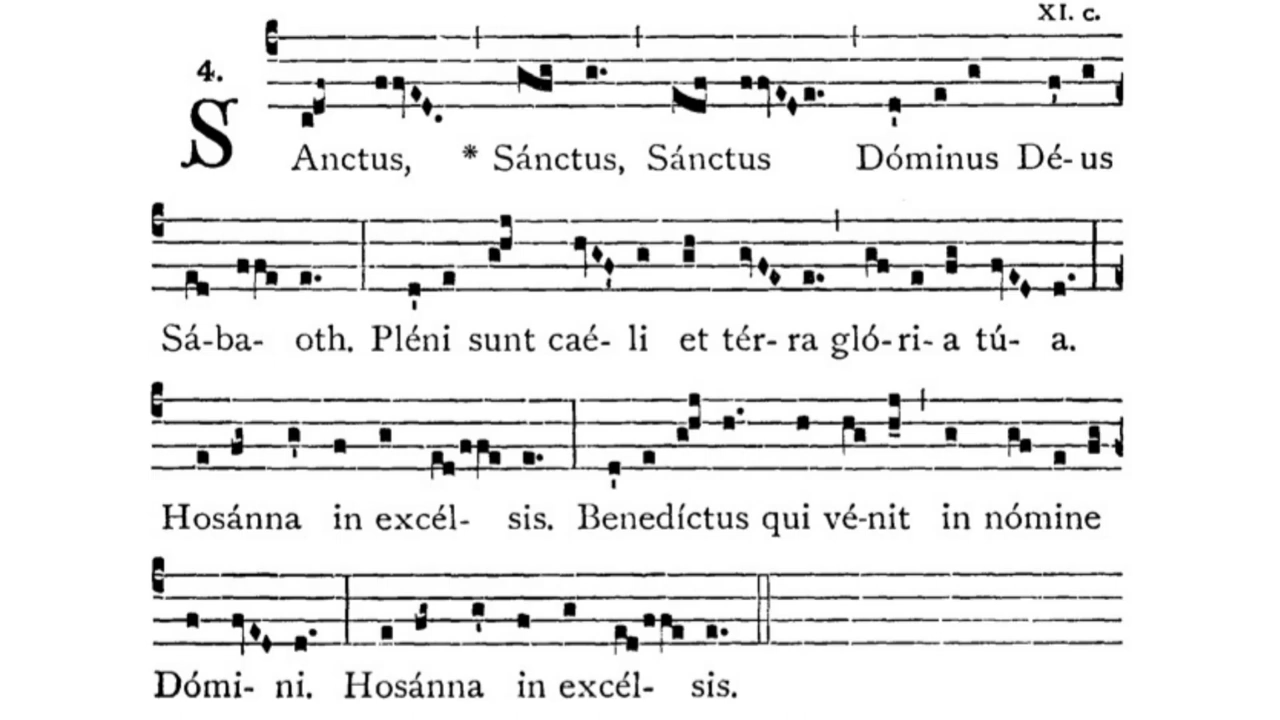 XI. c.
4.
SAnctus, * Sánctus, Sánctus Dóminus Dé-us
Sá-ba- oth. Pléni sunt caé- li et tér- ra gló-ri- a tú- a.
Hosánna in excél- sis. Benedíctus qui vé-nit in nómine
Dómi- ni. Hosánna in excél- sis.